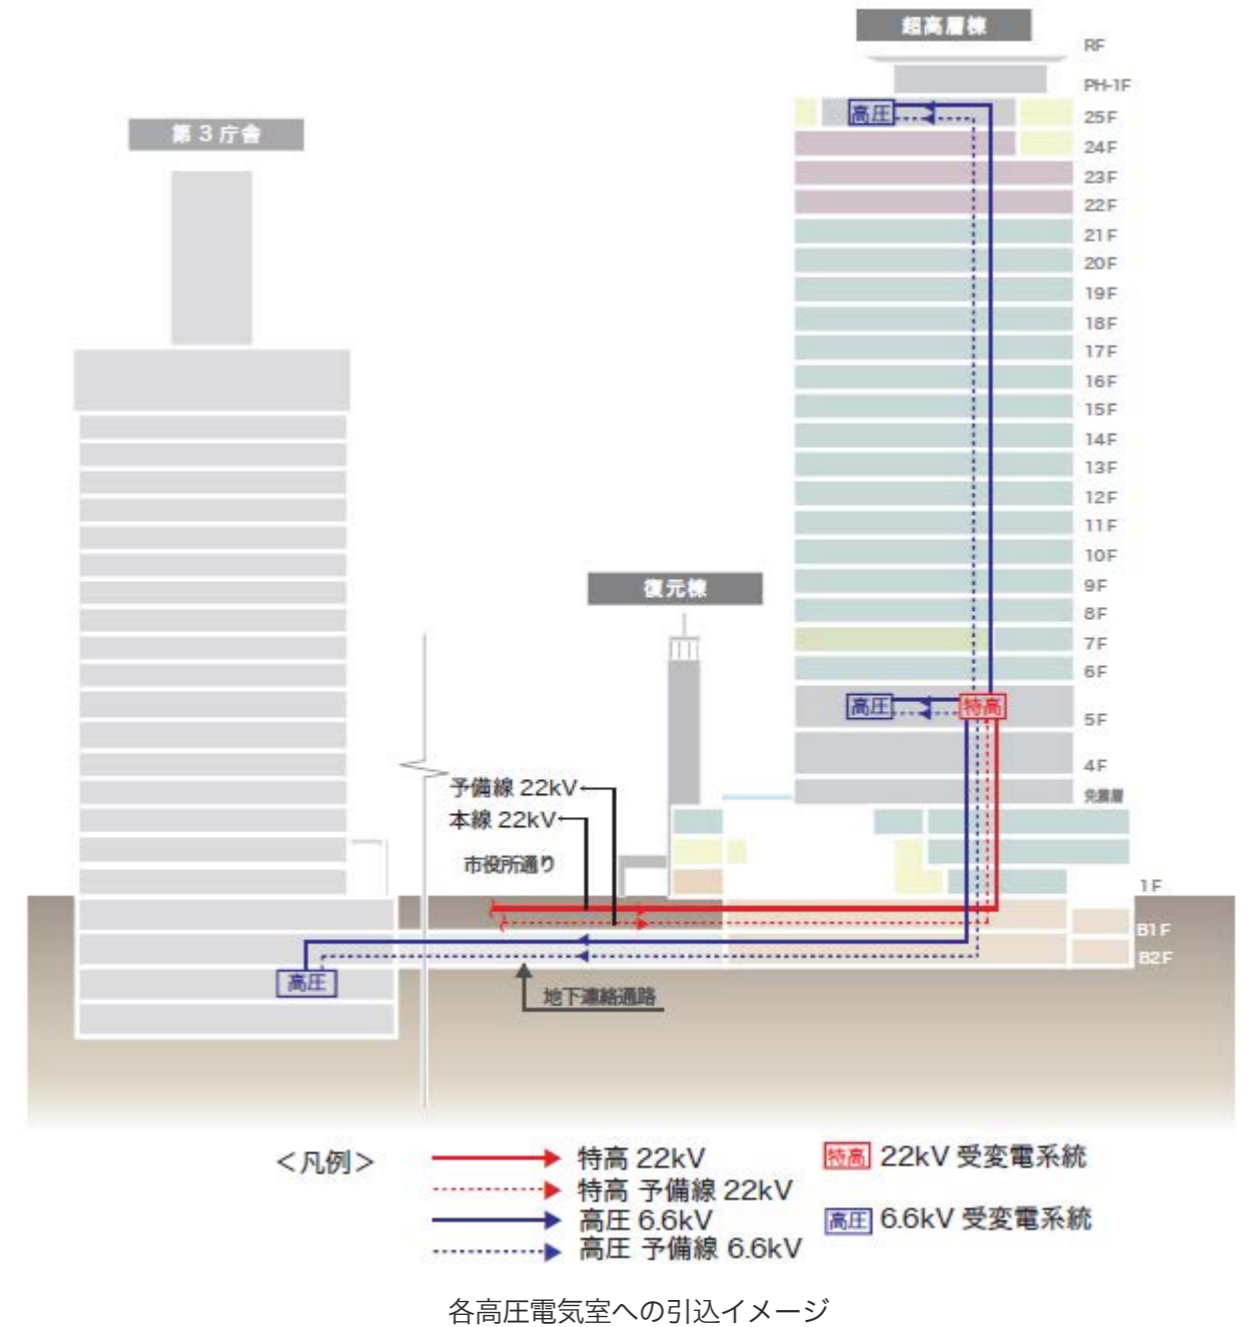 超高層棟
RF
PH-1F
高圧
25F
第3庁舎
24F
23F
22F
21F
20F
19F
18F
17F
16F
15F
14F
13F
12F
11F
10F
復元棟
9F
8F
7F
6F
高圧
特高
5F
4F
予備線 22kV
免震層
本線 22kV
市役所通り
1F
B1F
B2F
高圧
地下連絡通路
<凡例>
特高 22kV
特高 予備線 22kV
高圧 6.6kV
高圧 予備線 6.6kV
特高 22kV 受変電系統
高圧 6.6kV 受変電系統
各高圧電気室への引込イメージ